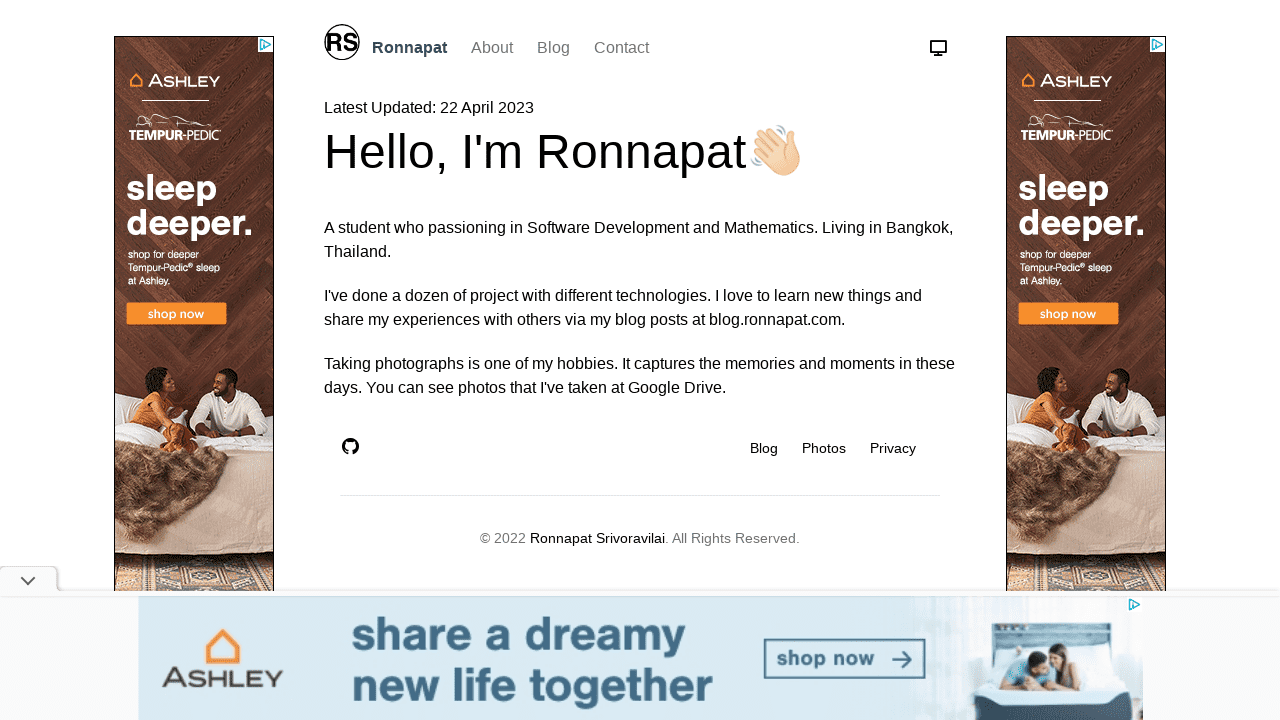 RS Ronnapat About Blog Contact
Latest Updated: 22 April 2023
Hello, I'm Ronnapat👋🏻
A student who passioning in Software Development and Mathematics. Living in Bangkok,
Thailand.
I've done a dozen of project with different technologies. I love to learn new things and
share my experiences with others via my blog posts at blog.ronnapat.com.
Taking photographs is one of my hobbies. It captures the memories and moments in these
days. You can see photos that I've taken at Google Drive.
Blog Photos Privacy
© 2022 Ronnapat Srivoravilai. All Rights Reserved.
ASHLEY
TEMPUR-PEDIC
sleep
deeper.
shop for deeper
Tempur-Pedic® sleep
at Ashley.
shop now
ASHLEY
TEMPUR-PEDIC
sleep
deeper.
shop for deeper
Tempur-Pedic® sleep
at Ashley.
shop now
ASHLEY
share a dreamy
new life together
shop now →